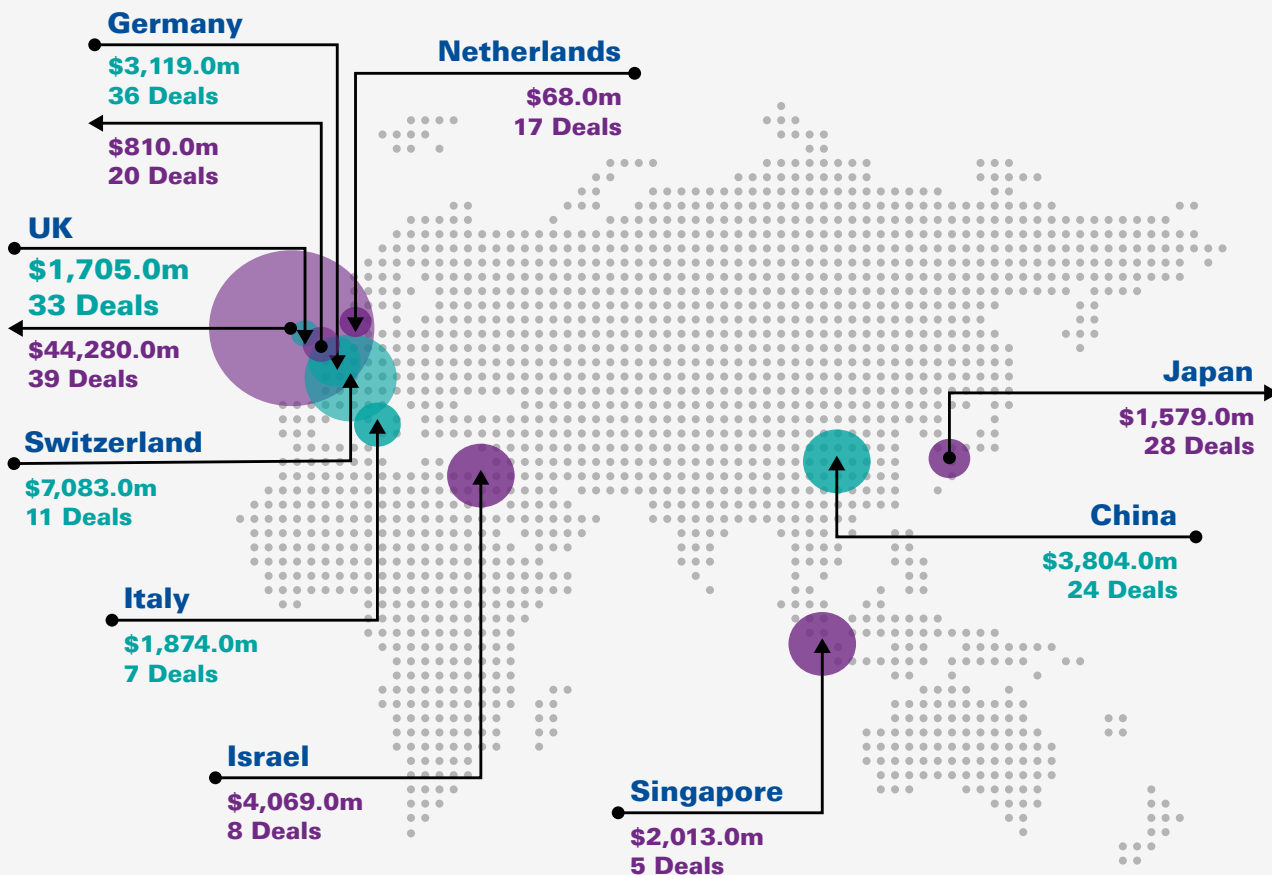 Germany
$3,119.0m
36 Deals
$810.0m
20 Deals
Netherlands
$68.0m
17 Deals
UK
$1,705.0m
33 Deals
$44,280.0m
39 Deals
Switzerland
$7,083.0m
11 Deals
Italy
$1,874.0m
7 Deals
Israel
$4,069.0m
8 Deals
Singapore
$2,013.0m
5 Deals
Japan
$1,579.0m
28 Deals
China
$3,804.0m
24 Deals